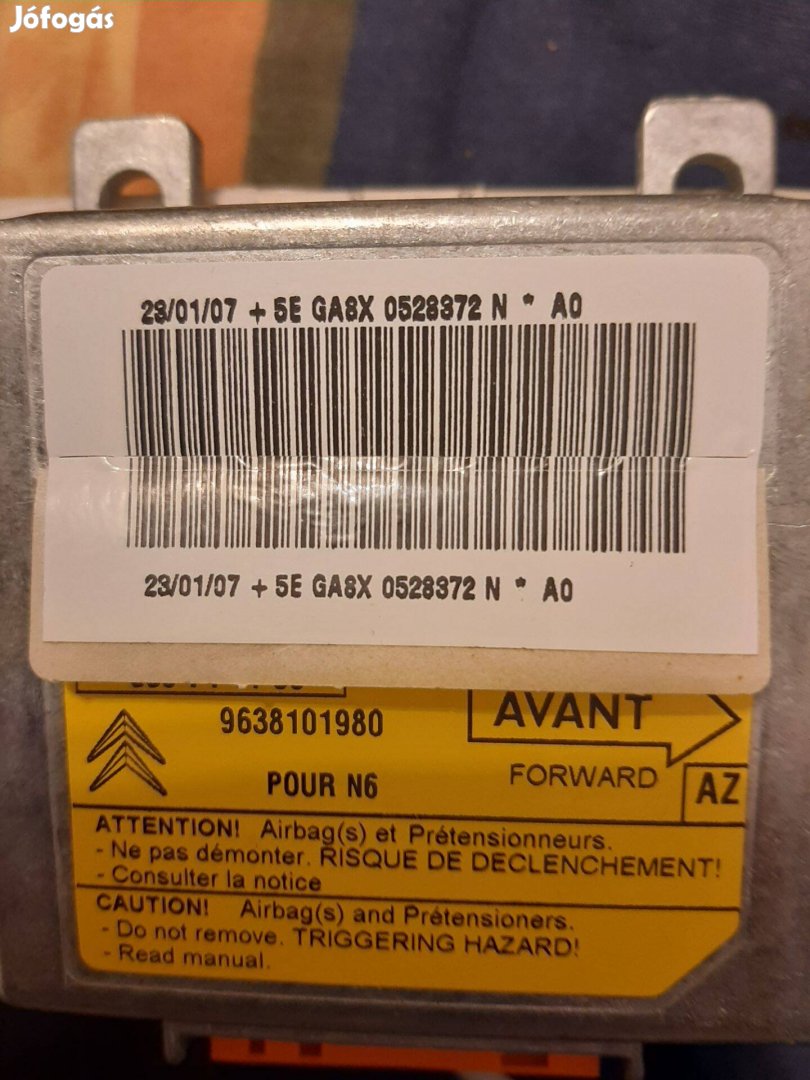 Jófogás
23/01/07 + 5E GA8X 0528372 N * A0
23/01/07 + 5E GA8X 0528372 N * A0
9638101980
AVANT
POUR N6
FORWARD
AZ
ATTENTION! Airbag(s) et Prétensionneurs.
- Ne pas démonter. RISQUE DE DECLENCHEMENT!
- Consulter la notice
CAUTION! Airbag(s) and Prétensioners.
- Do not remove. TRIGGERING HAZARD!
- Read manual.